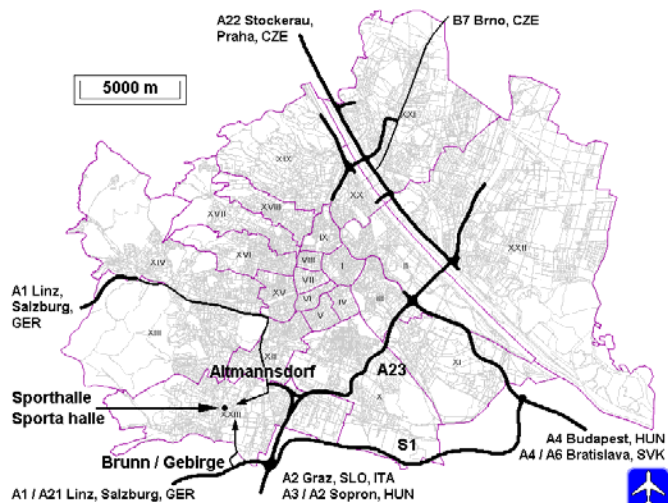 A22 Stockerau,
Praha, CZE
B7 Brno, CZE
5000 m
XXI
XIX
XX
XVIII
XVII
IX
XXII
XVI
VIII
I
II
XIV
VII
XV
VI
IV
V
III
A1 Linz,
Salzburg,
GER
XIII
XII
XI
Altmannsdorf
A23
X
Sporthalle
Sporta halle
XXIII
S1
A4 Budapest, HUN
A4 / A6 Bratislava, SVK
Brunn / Gebirge
A2 Graz, SLO, ITA
A3 / A2 Sopron, HUN
A1 / A21 Linz, Salzburg, GER